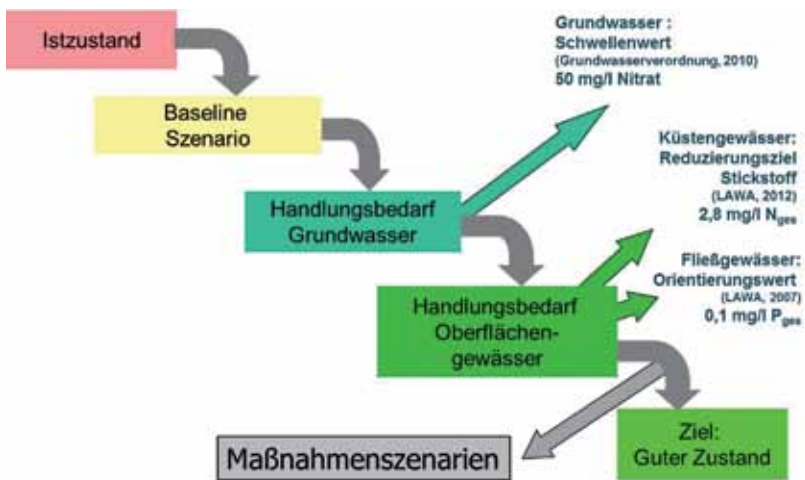 Istzustand
Baseline
Szenario
Handlungsbedarf
Grundwasser
Handlungsbedarf
Oberflächen-
gewässer
Ziel:
Guter Zustand
Maßnahmenszenarien
Grundwasser :
Schwellenwert
(Grundwasserverordnung, 2010)
50 mg/l Nitrat
Küstengewässer:
Reduzierungsziel
Stickstoff
(LAWA, 2012)
2,8 mg/l Nges
Fließgewässer:
Orientierungswert
(LAWA, 2007)
0,1 mg/l Pges